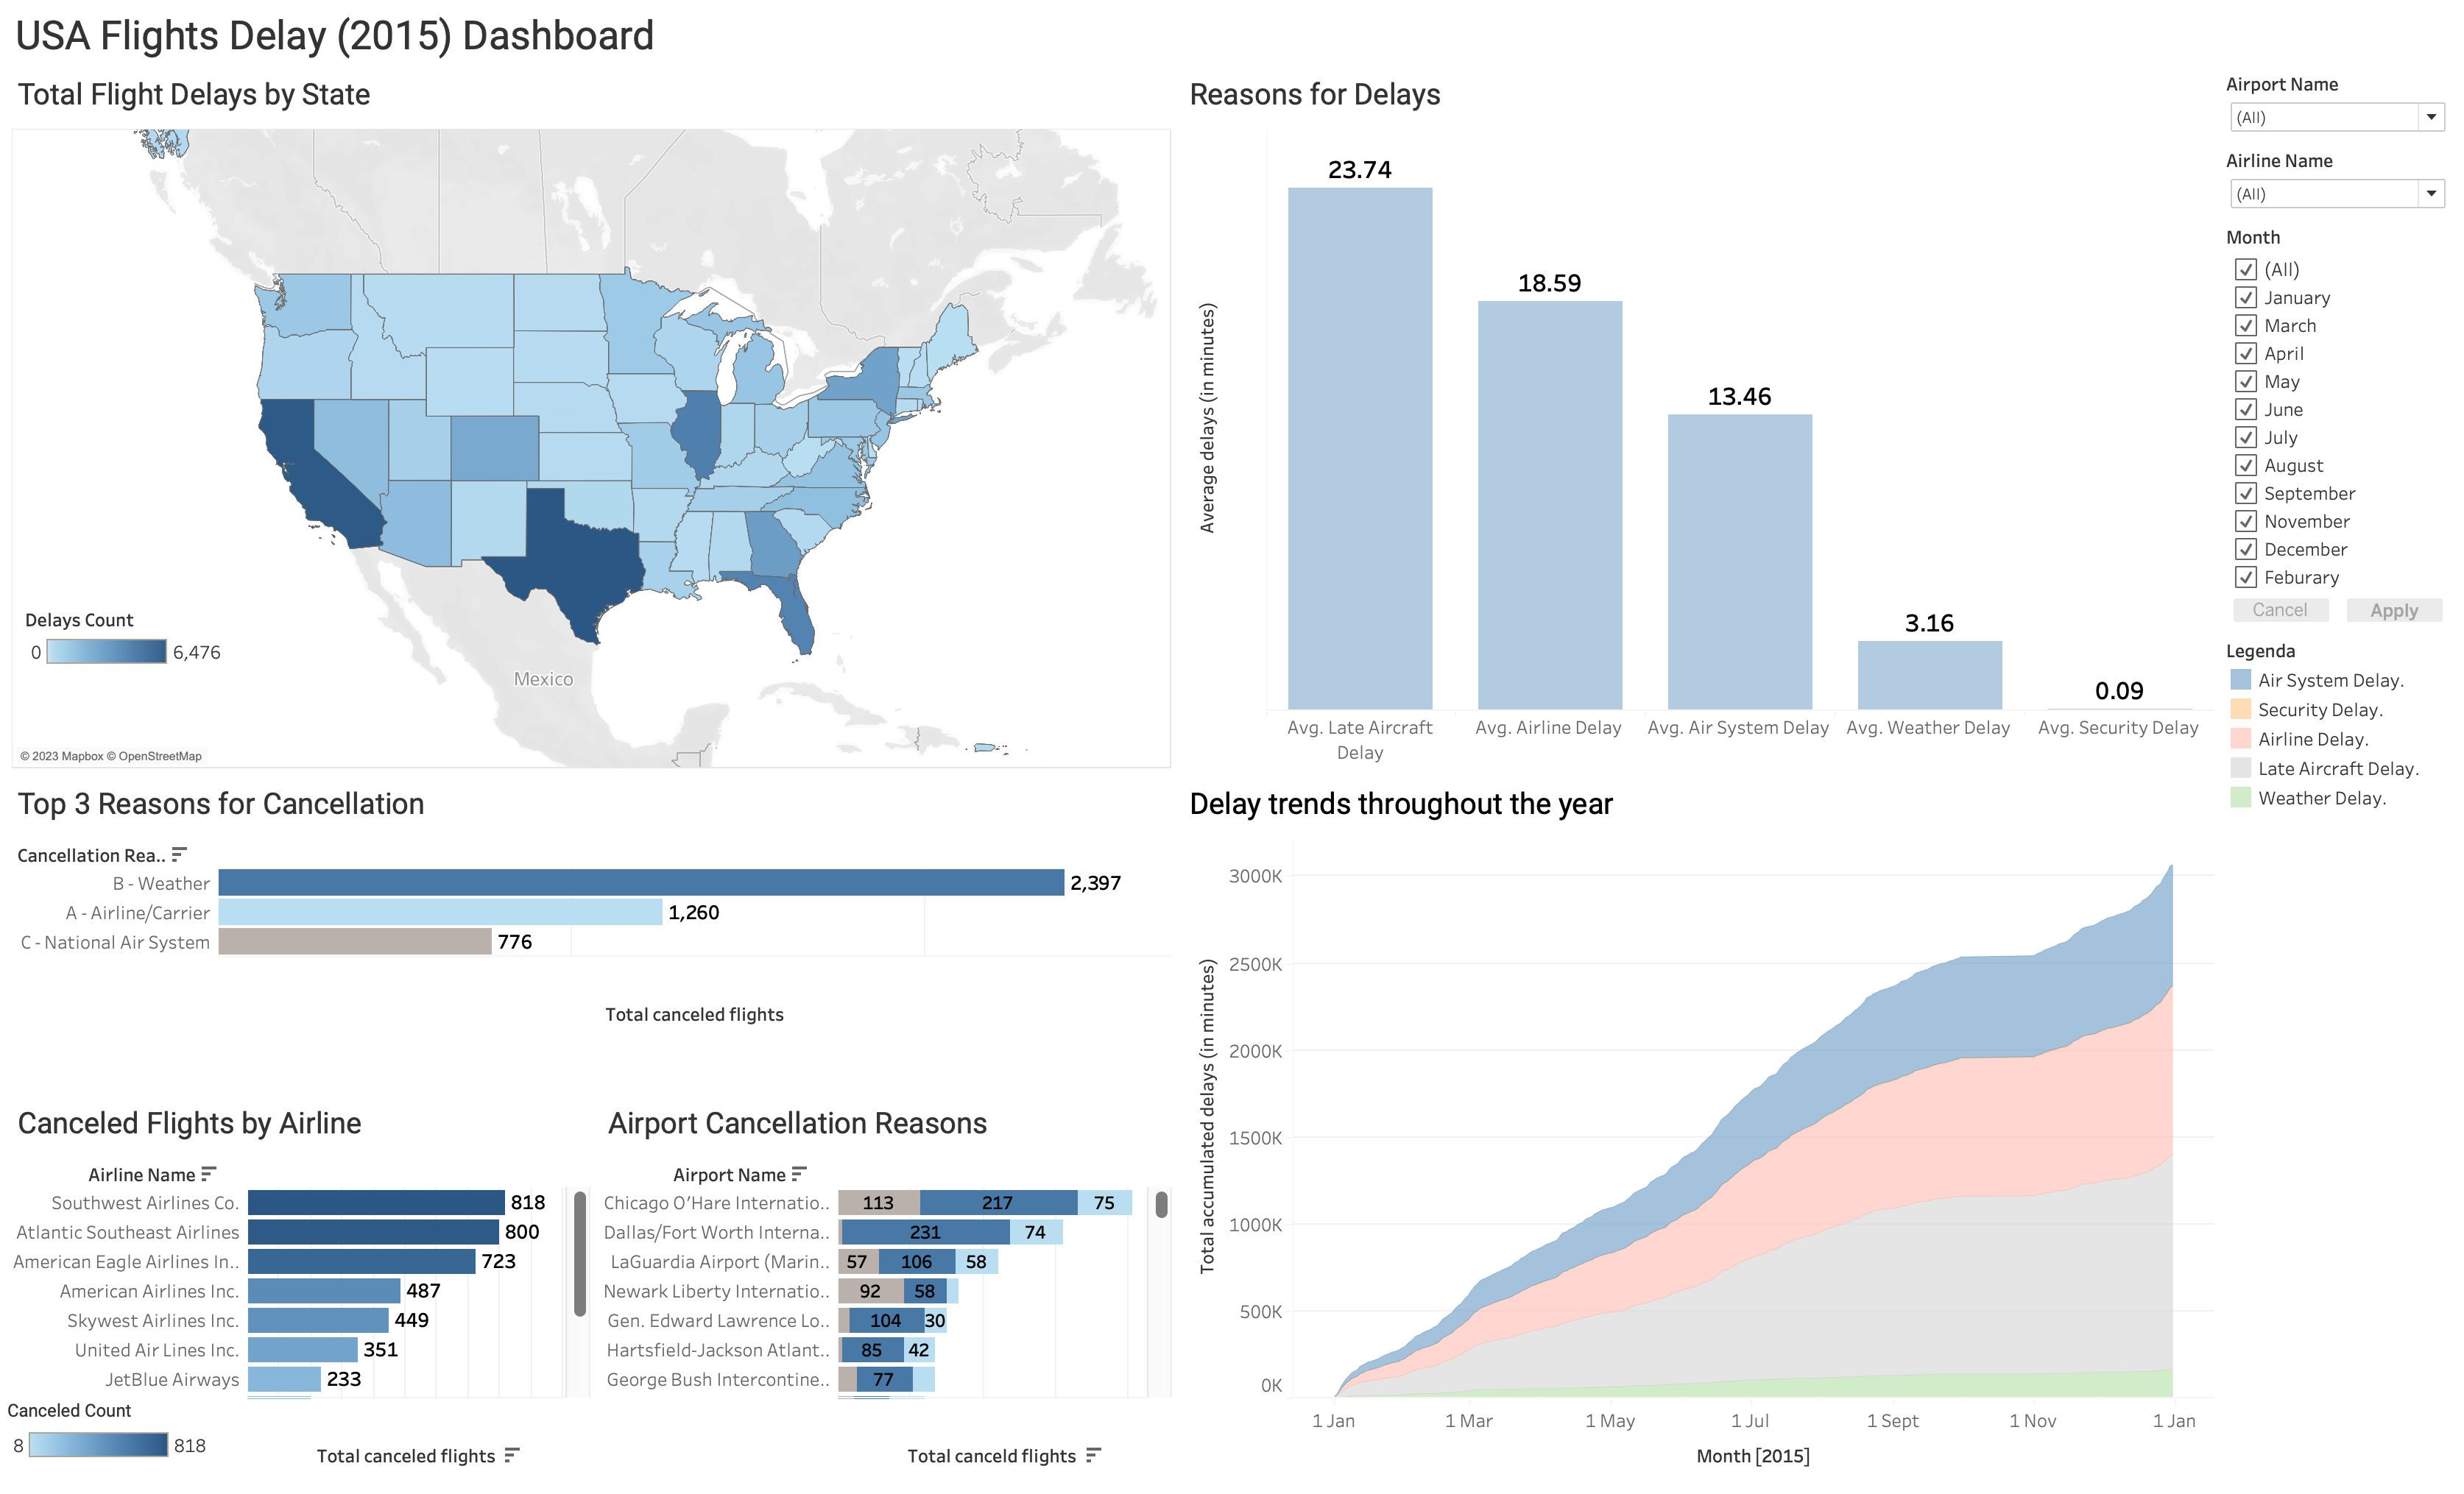 USA Flights Delay (2015) Dashboard
Total Flight Delays by State
Mexico
Delays Count
0
6,476
© 2023 Mapbox © OpenStreetMap
Reasons for Delays
Average delays (in minutes)
23.74
18.59
13.46
3.16
0.09
Avg. Late Aircraft
Delay
Avg. Airline Delay
Avg. Air System Delay
Avg. Weather Delay
Avg. Security Delay
Airport Name
(All)
Airline Name
(All)
Month
(All)
January
March
April
May
June
July
August
September
November
December
Feburary
Cancel
Apply
Legenda
Air System Delay.
Security Delay.
Airline Delay.
Late Aircraft Delay.
Weather Delay.
Top 3 Reasons for Cancellation
Cancellation Rea..
B - Weather
2,397
A - Airline/Carrier
1,260
C - National Air System
776
Total canceled flights
Canceled Flights by Airline
Airline Name
Southwest Airlines Co.
818
Atlantic Southeast Airlines
800
American Eagle Airlines In..
723
American Airlines Inc.
487
Skywest Airlines Inc.
449
United Air Lines Inc.
351
JetBlue Airways
233
Canceled Count
8
818
Total canceled flights
Airport Cancellation Reasons
Airport Name
Chicago O’Hare Internatio..
113
217
75
Dallas/Fort Worth Interna..
231
74
LaGuardia Airport (Marin..
57
106
58
Newark Liberty Internatio..
92
58
Gen. Edward Lawrence Lo..
104
30
Hartsfield-Jackson Atlant..
85
42
George Bush Intercontine..
77
Total canceld flights
Delay trends throughout the year
Total accumulated delays (in minutes)
3000K
2500K
2000K
1500K
1000K
500K
0K
1 Jan
1 Mar
1 May
1 Jul
1 Sept
1 Nov
1 Jan
Month [2015]